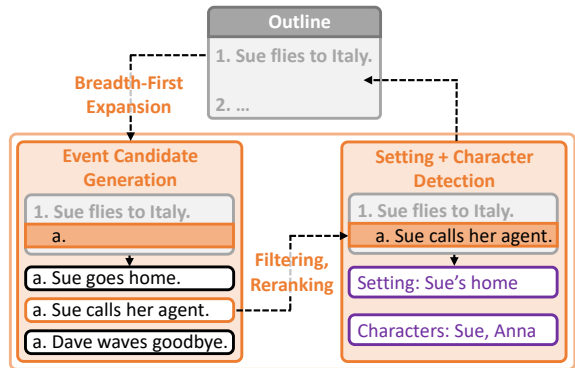 Outline
1. Sue flies to Italy.
2. ...
Breadth-First
Expansion
Event Candidate
Generation
1. Sue flies to Italy.
a.
a. Sue goes home.
a. Sue calls her agent.
a. Dave waves goodbye.
Filtering,
Reranking
Setting + Character
Detection
1. Sue flies to Italy.
a. Sue calls her agent.
Setting: Sue's home
Characters: Sue, Anna